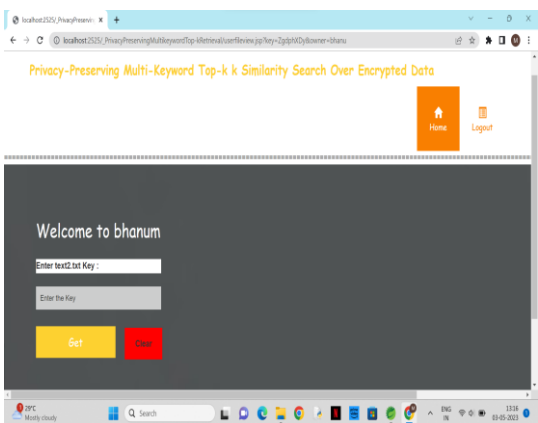 localhost:2525/_PrivacyPreservin
localhost:2525/_PrivacyPreservingMultikeywordTop-kRetrieval/userfileview.jsp?key=ZgdphXDy&owner=bhanu
Privacy-Preserving Multi-Keyword Top-k k Similarity Search Over Encrypted Data
Home
Logout
Welcome to bhanum
Enter text2.txt Key :
Enter the Key
Get
Clear
29°C
Mostly cloudy
Search
ENG
IN
13:16
03-05-2023